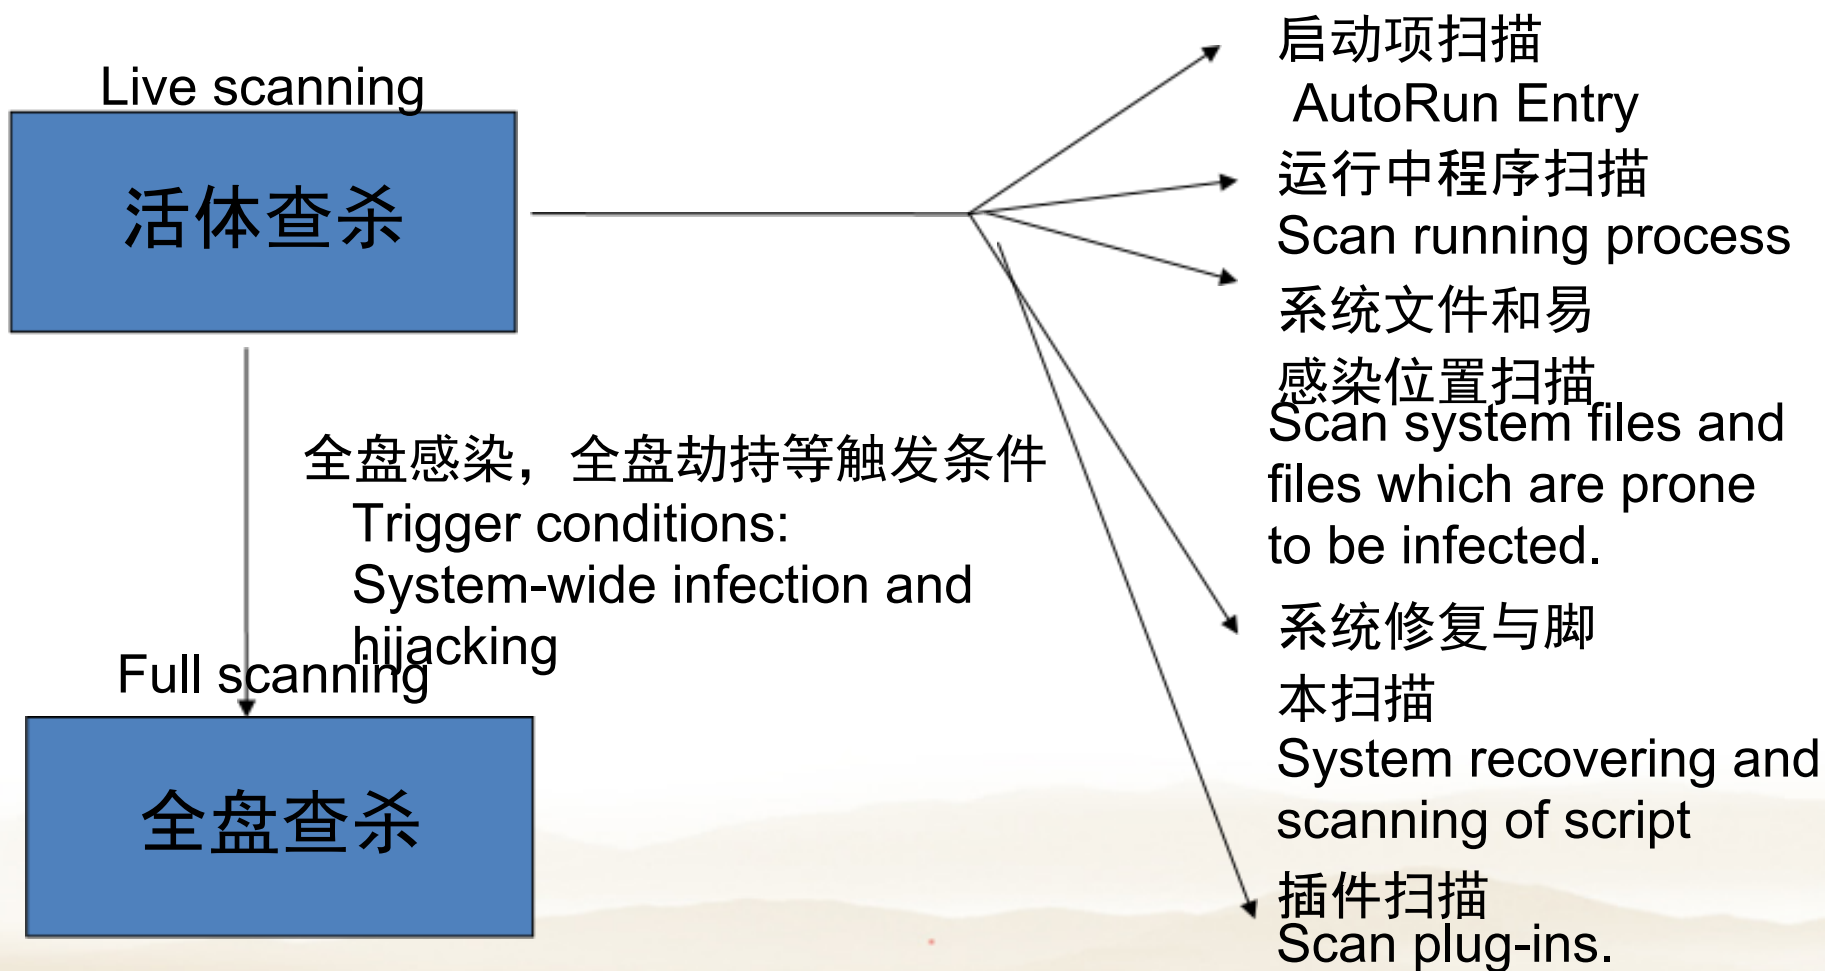 Live scanning
活体查杀
全盘感染，全盘劫持等触发条件
Trigger conditions:
System-wide infection and
hijacking
Full scanning
全盘查杀
启动项扫描
AutoRun Entry
运行中程序扫描
Scan running process
系统文件和易
感染位置扫描
Scan system files and
files which are prone
to be infected.
系统修复与脚
本扫描
System recovering and
scanning of script
插件扫描
Scan plug-ins.